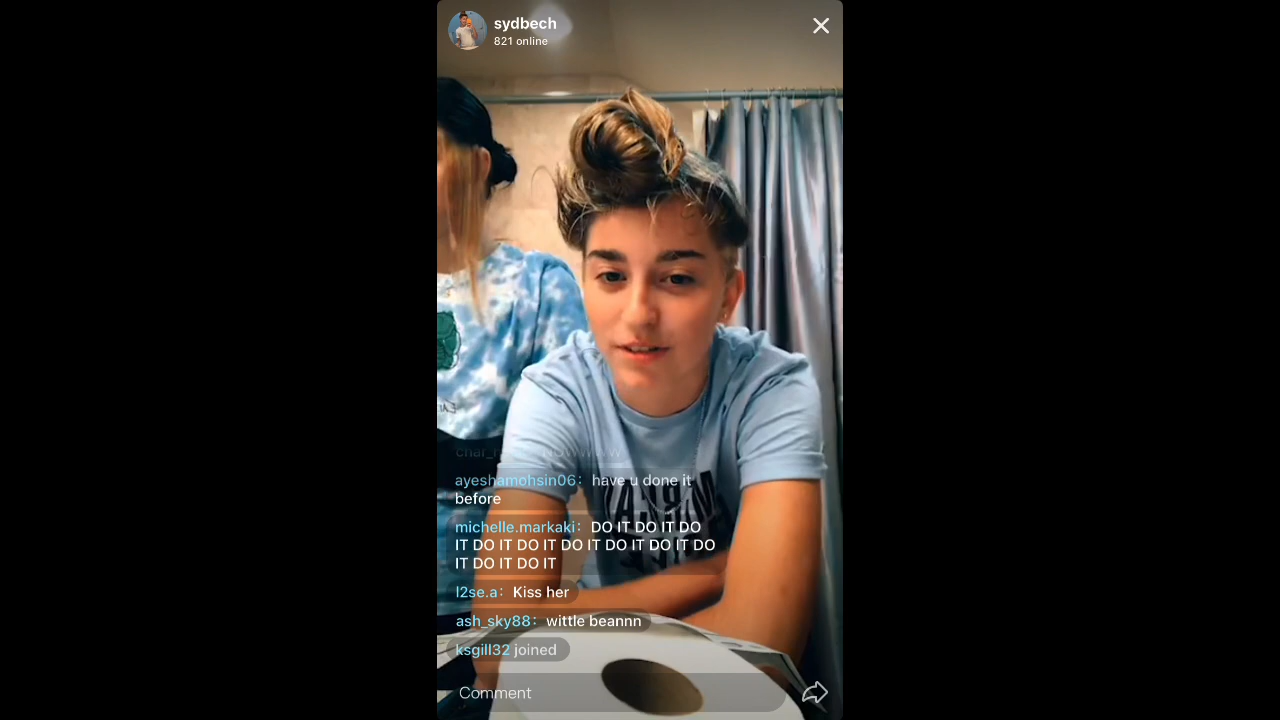 sydbech
821 online
ayeshamohsin06: have u done it
before
michelle.markaki: DO IT DO IT DO
IT DO IT DO IT DO IT DO IT DO IT DO
IT DO IT DO IT
l2se.a: Kiss her
ash_sky88: wittle beannn
ksgill32 joined
Comment